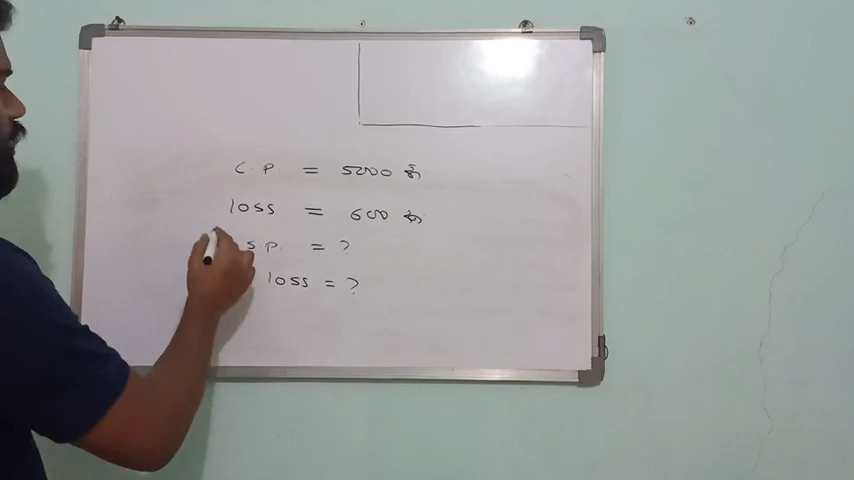 C.P = 5200 रु
loss = 600 रु
S.P. = ?
loss = ?